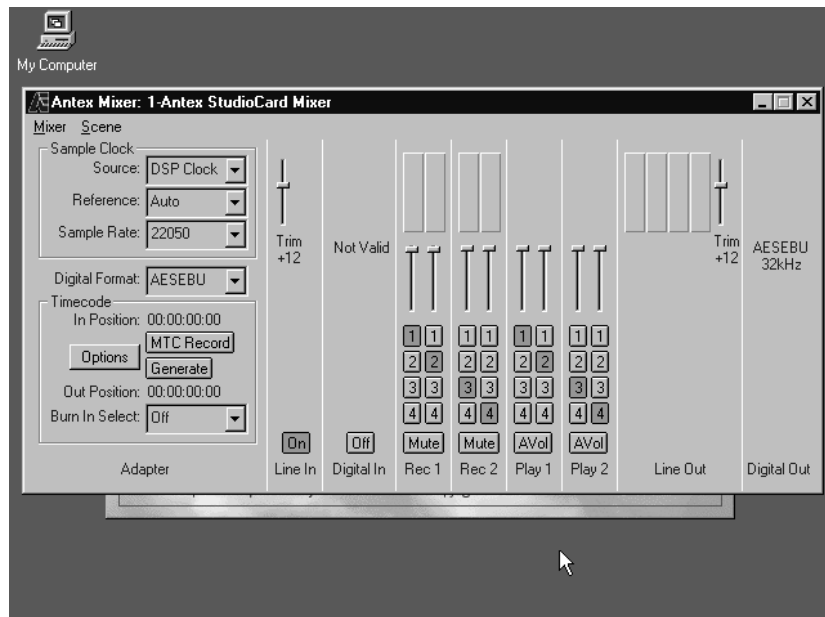 My Computer
Antex Mixer: 1-Antex StudioCard Mixer
Mixer Scene
Sample Clock
Source: DSP Clock
Reference: Auto
Sample Rate: 22050
Digital Format: AESEBU
Timecode
In Position: 00:00:00:00
MTC Record
Options
Generate
Out Position: 00:00:00:00
Burn In Select: Off
Adapter
Trim
+12
On
Line In
Not Valid
Off
Digital In
1 1
2 2
3 3
4 4
Mute
Rec 1
1 1
2 2
3 3
4 4
Mute
Rec 2
1 1
2 2
3 3
4 4
AVol
Play 1
1 1
2 2
3 3
4 4
AVol
Play 2
Trim
+12
Line Out
AESEBU
32kHz
Digital Out